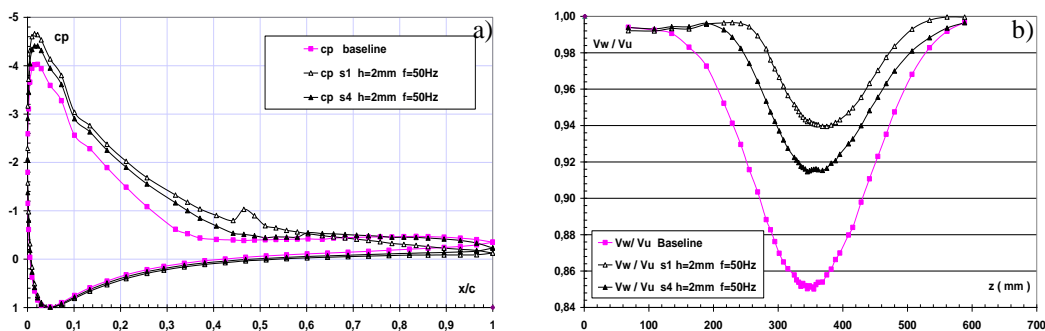 a)
cp
cp baseline
cp s1 h=2mm f=50Hz
cp s4 h=2mm f=50Hz
-5
-4
-3
-2
-1
0
1
x/c
0 0,1 0,2 0,3 0,4 0,5 0,6 0,7 0,8 0,9 1
b)
Vw / Vu
1,00
0,98
0,96
0,94
0,92
0,90
0,88
0,86
0,84
Vw/ Vu Baseline
Vw / Vu s1 h=2mm f=50Hz
Vw / Vu s4 h=2mm f=50Hz
z ( mm )
0 100 200 300 400 500 600 700